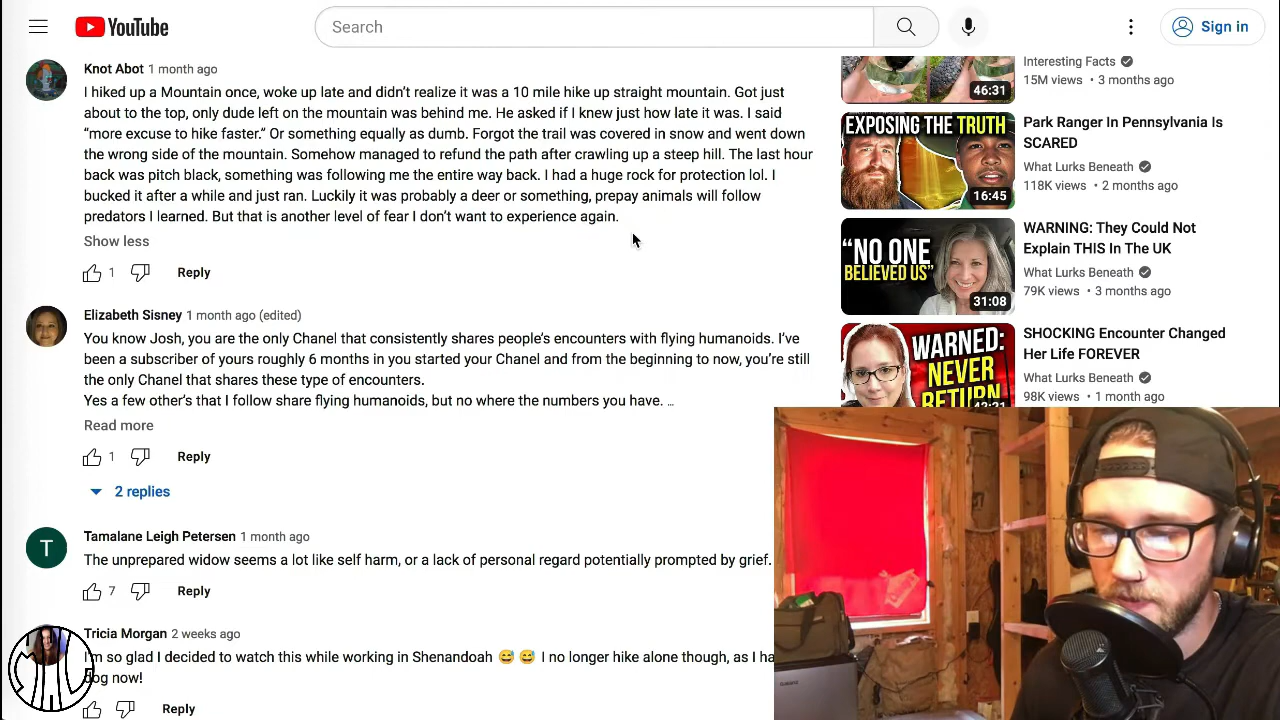 YouTube
Search
Sign in
Knot Abot 1 month ago
I hiked up a Mountain once, woke up late and didn't realize it was a 10 mile hike up straight mountain. Got just
about to the top, only dude left on the mountain was behind me. He asked if I knew just how late it was. I said
“more excuse to hike faster.” Or something equally as dumb. Forgot the trail was covered in snow and went down
the wrong side of the mountain. Somehow managed to refund the path after crawling up a steep hill. The last hour
back was pitch black, something was following me the entire way back. I had a huge rock for protection lol. I
bucked it after a while and just ran. Luckily it was probably a deer or something, prepay animals will follow
predators I learned. But that is another level of fear I don't want to experience again.
Show less
1 Reply
Elizabeth Sisney 1 month ago (edited)
You know Josh, you are the only Chanel that consistently shares people's encounters with flying humanoids. I've
been a subscriber of yours roughly 6 months in you started your Chanel and from the beginning to now, you're still
the only Chanel that shares these type of encounters.
Yes a few other's that I follow share flying humanoids, but no where the numbers you have. ...
Read more
1 Reply
2 replies
T
Tamalane Leigh Petersen 1 month ago
The unprepared widow seems a lot like self harm, or a lack of personal regard potentially prompted by grief.
7 Reply
Tricia Morgan 2 weeks ago
I'm so glad I decided to watch this while working in Shenandoah 😅 😅 I no longer hike alone though, as I ha
dog now!
Reply
46:31
Interesting Facts
15M views • 3 months ago
EXPOSING THE TRUTH
16:45
Park Ranger In Pennsylvania Is
SCARED
What Lurks Beneath
118K views • 2 months ago
“NO ONE
BELIEVED US”
31:08
WARNING: They Could Not
Explain THIS In The UK
What Lurks Beneath
79K views • 3 months ago
WARNED:
NEVER
RETURN
SHOCKING Encounter Changed
Her Life FOREVER
What Lurks Beneath
98K views • 1 month ago